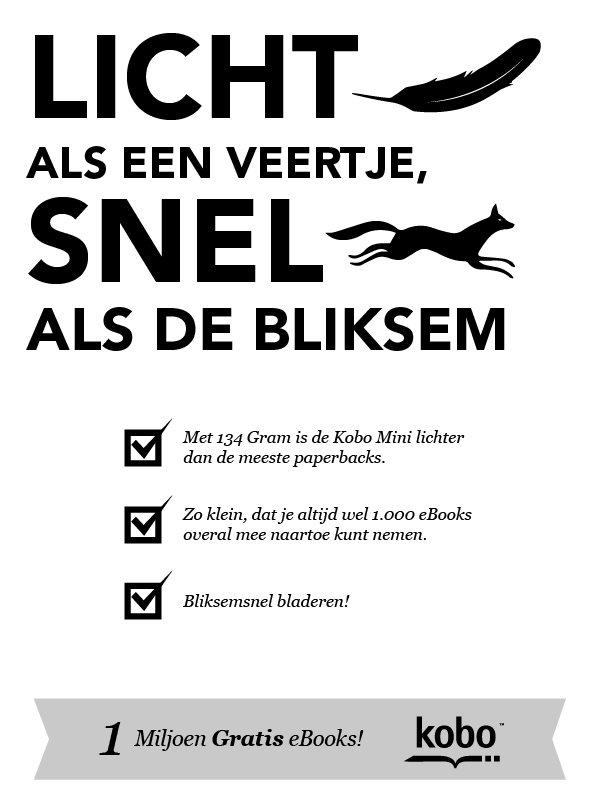 LICHT
ALS EEN VEERTJE,
SNEL
ALS DE BLIKSEM
Met 134 Gram is de Kobo Mini lichter
dan de meeste paperbacks.
Zo klein, dat je altijd wel 1.000 eBooks
overal mee naartoe kunt nemen.
Bliksemsnel bladeren!
1 Miljoen Gratis eBooks!
kobo™